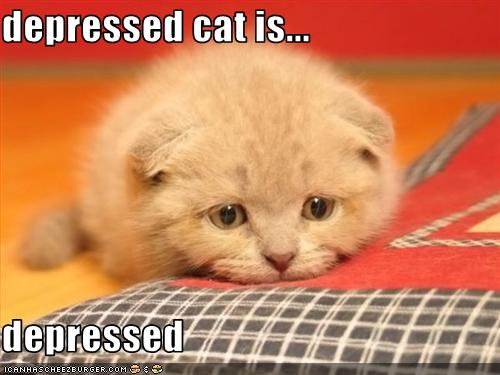 depressed cat is...
depressed
ICANHASCHEEZBURGER.COM